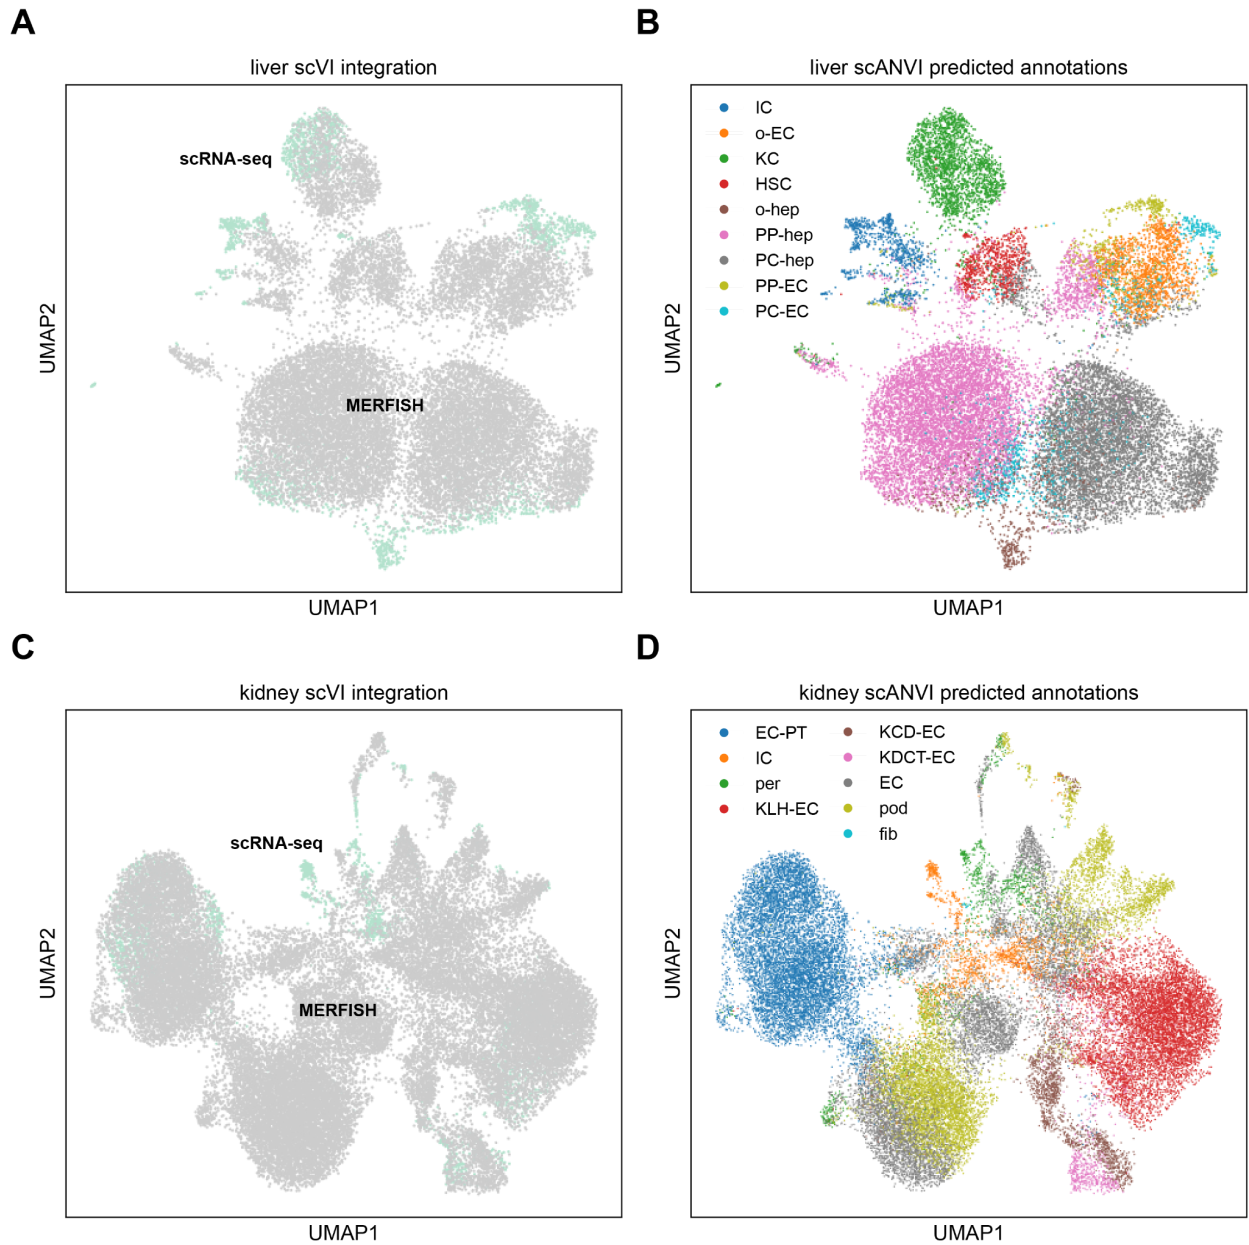 A
B
liver scVI integration
liver scANVI predicted annotations
scRNA-seq
MERFISH
UMAP2
UMAP1
IC
o-EC
KC
HSC
o-hep
PP-hep
PC-hep
PP-EC
PC-EC
UMAP2
UMAP1
C
D
kidney scVI integration
kidney scANVI predicted annotations
scRNA-seq
MERFISH
UMAP2
UMAP1
EC-PT
IC
per
KLH-EC
KCD-EC
KDCT-EC
EC
pod
fib
UMAP2
UMAP1